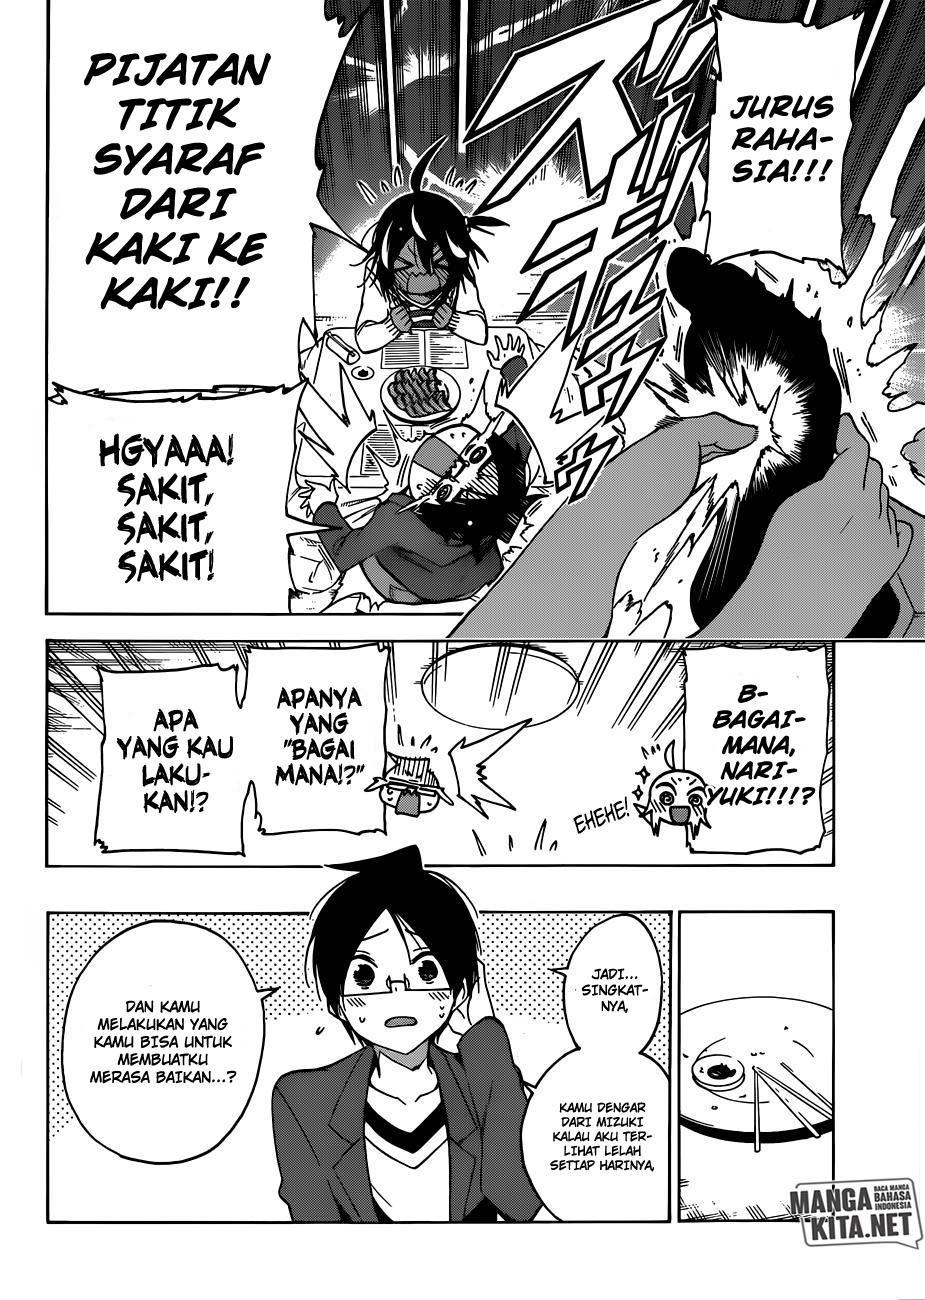 JURUS
RAHA-
SIA!!!
PIJATAN
TITIK
SYARAF
DARI
KAKI KE
KAKI!!
HGYAAA!
SAKIT,
SAKIT,
SAKIT!
B-
BAGAI-
MANA,
NARI-
YUKI!!!?
EHEHE!
APANYA
YANG
"BAGAI
MANA!?"
APA
YANG KAU
LAKU-
KAN!?
JADI...
SINGKAT-
NYA,
KAMU DENGAR
DARI MIZUKI
KALAU AKU TER-
LIHAT LELAH
SETIAP HARINYA,
DAN KAMU
MELAKUKAN YANG
KAMU BISA UNTUK
MEMBUATKU
MERASA BAIKAN...?
MANGA
KITA.NET
BACA MANGA
BAHASA
INDONESIA